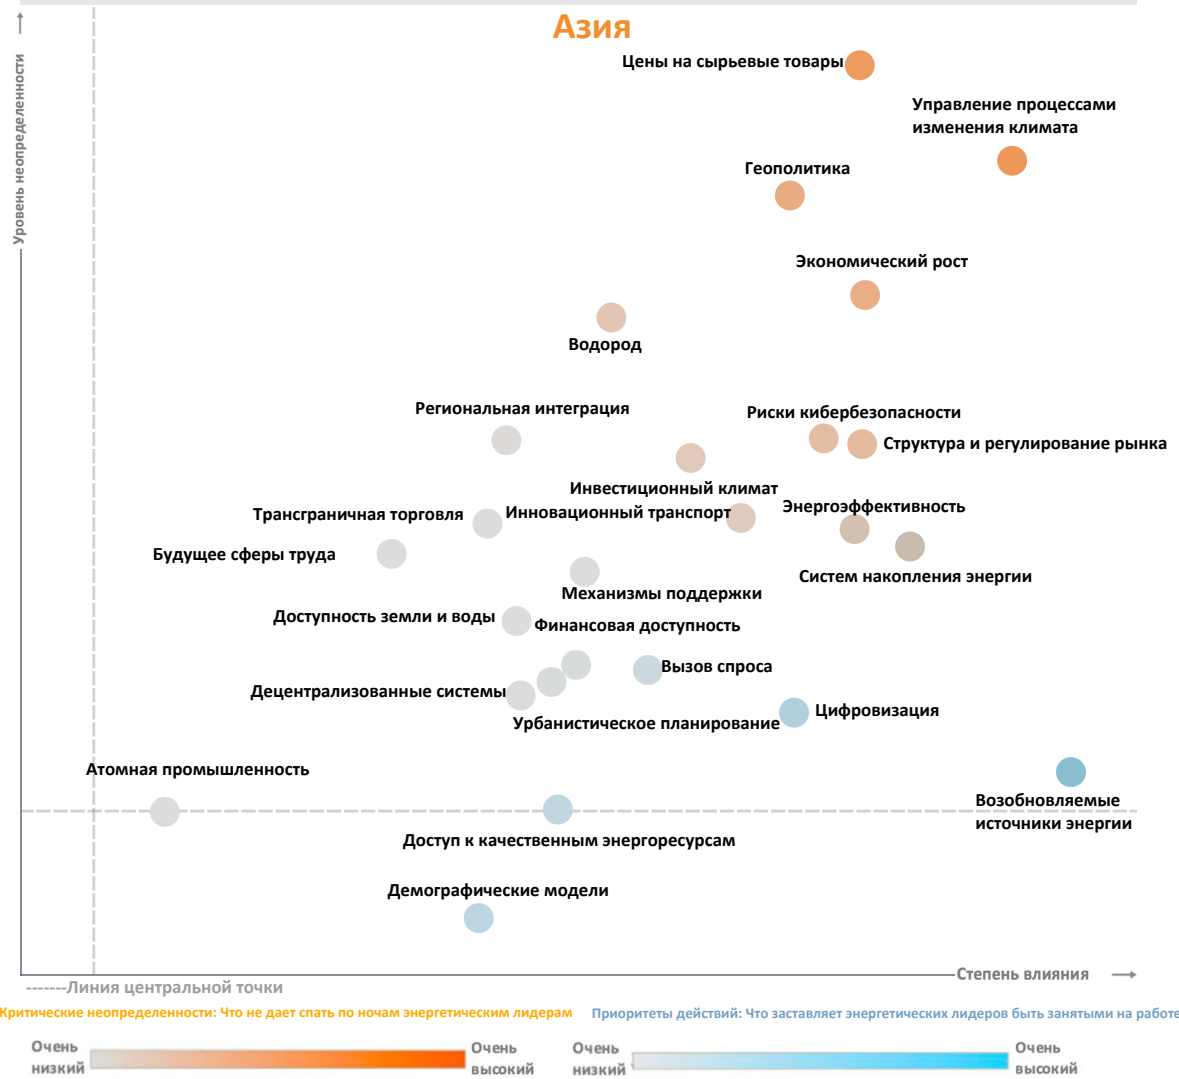 Азия
Цены на сырьевые товары
Управление процессами
изменения климата
Геополитика
Уровень неопределенности
Экономический рост
Водород
Региональная интеграция
Риски кибербезопасности
Структура и регулирование рынка
Инвестиционный климат
Энергоэффективность
Трансграничная торговля
Инновационный транспорт
Будущее сферы труда
Систем накопления энергии
Механизмы поддержки
Доступность земли и воды
Финансовая доступность
Вызов спроса
Децентрализованные системы
Цифровизация
Урбанистическое планирование
Атомная промышленность
Возобновляемые
источники энергии
Доступ к качественным энергоресурсам
Демографические модели
Степень влияния
-------Линия центральной точки
Критические неопределенности: Что не дает спать по ночам энергетическим лидерам
Приоритеты действий: Что заставляет энергетических лидеров быть занятыми на работе
Очень
низкий
Очень
высокий
Очень
низкий
Очень
высокий